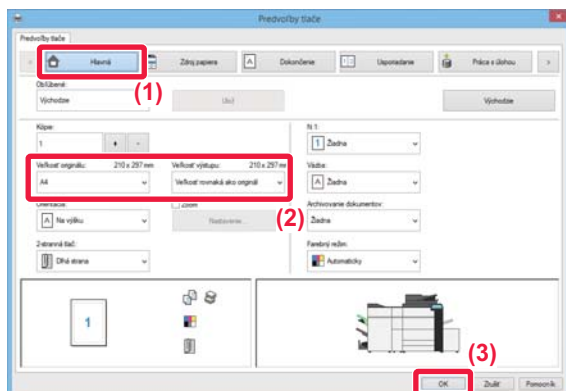 Predvoľby tlače
Predvoľby tlače
Hlavná
Zdroj papiera
Dokončenie
Usporiadanie
Práca s úlohou
(1)
Obľúbené:
Východzie
Uložiť
Východzie
Kópie:
1
+
-
N 1:
1
Žiadna
Veľkosť originálu:
210 x 297 mm
Veľkosť výstupu:
210 x 297 mm
A4
Veľkosť rovnaká ako originál
Väzba:
A
Žiadna
(2)
Orientácia:
A
Na výšku
Zoom
Nastavenie...
Archivovanie dokumentov:
Žiadna
2-stranná tlač:
Dlhá strana
Farebný režim:
Automaticky
1
(3)
OK
Zrušiť
Pomocník